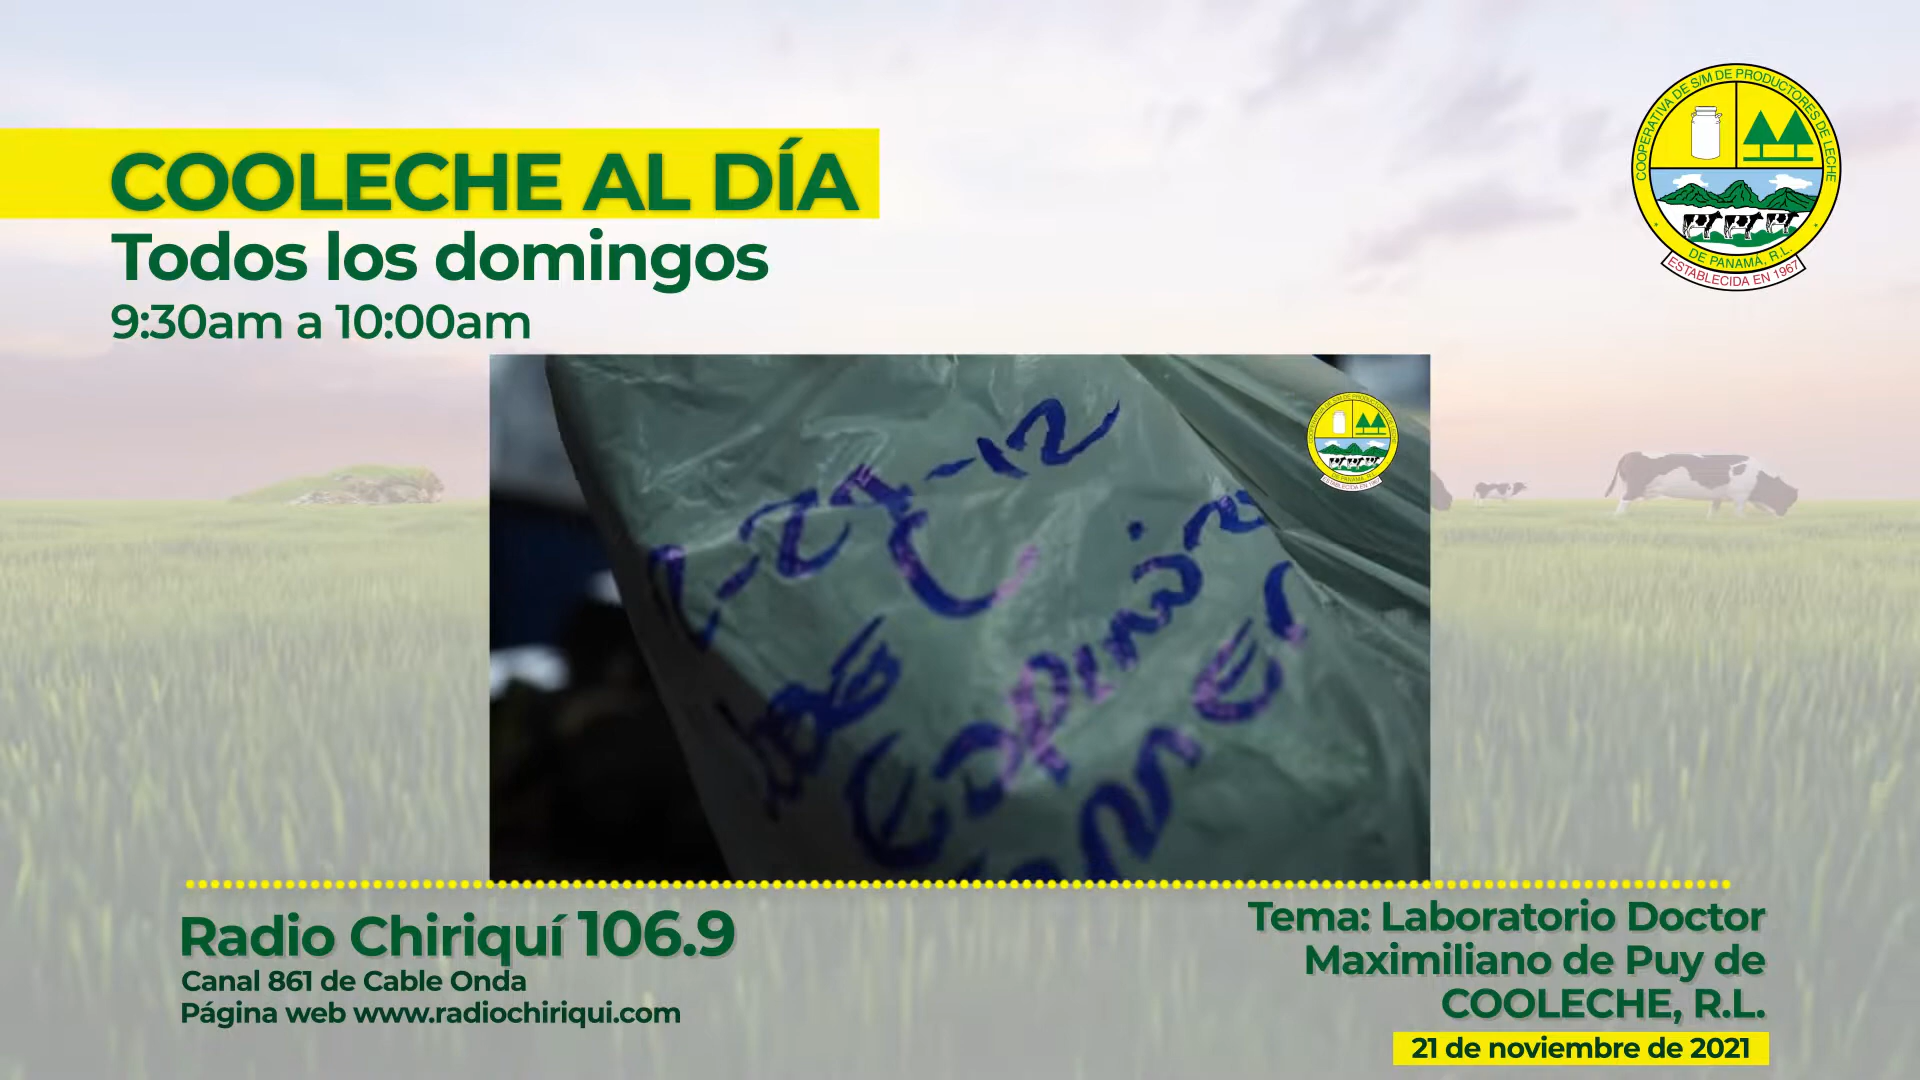 COOPERATIVA DE S/M DE PRODUCTORES DE LECHE
DE PANAMÁ, R.L.
ESTABLECIDA EN 1967
COOLECHE AL DÍA
Todos los domingos
9:30am a 10:00am
-12
Radio Chiriquí 106.9
Canal 861 de Cable Onda
Página web www.radiochiriqui.com
Tema: Laboratorio Doctor
Maximiliano de Puy de
COOLECHE, R.L.
21 de noviembre de 2021